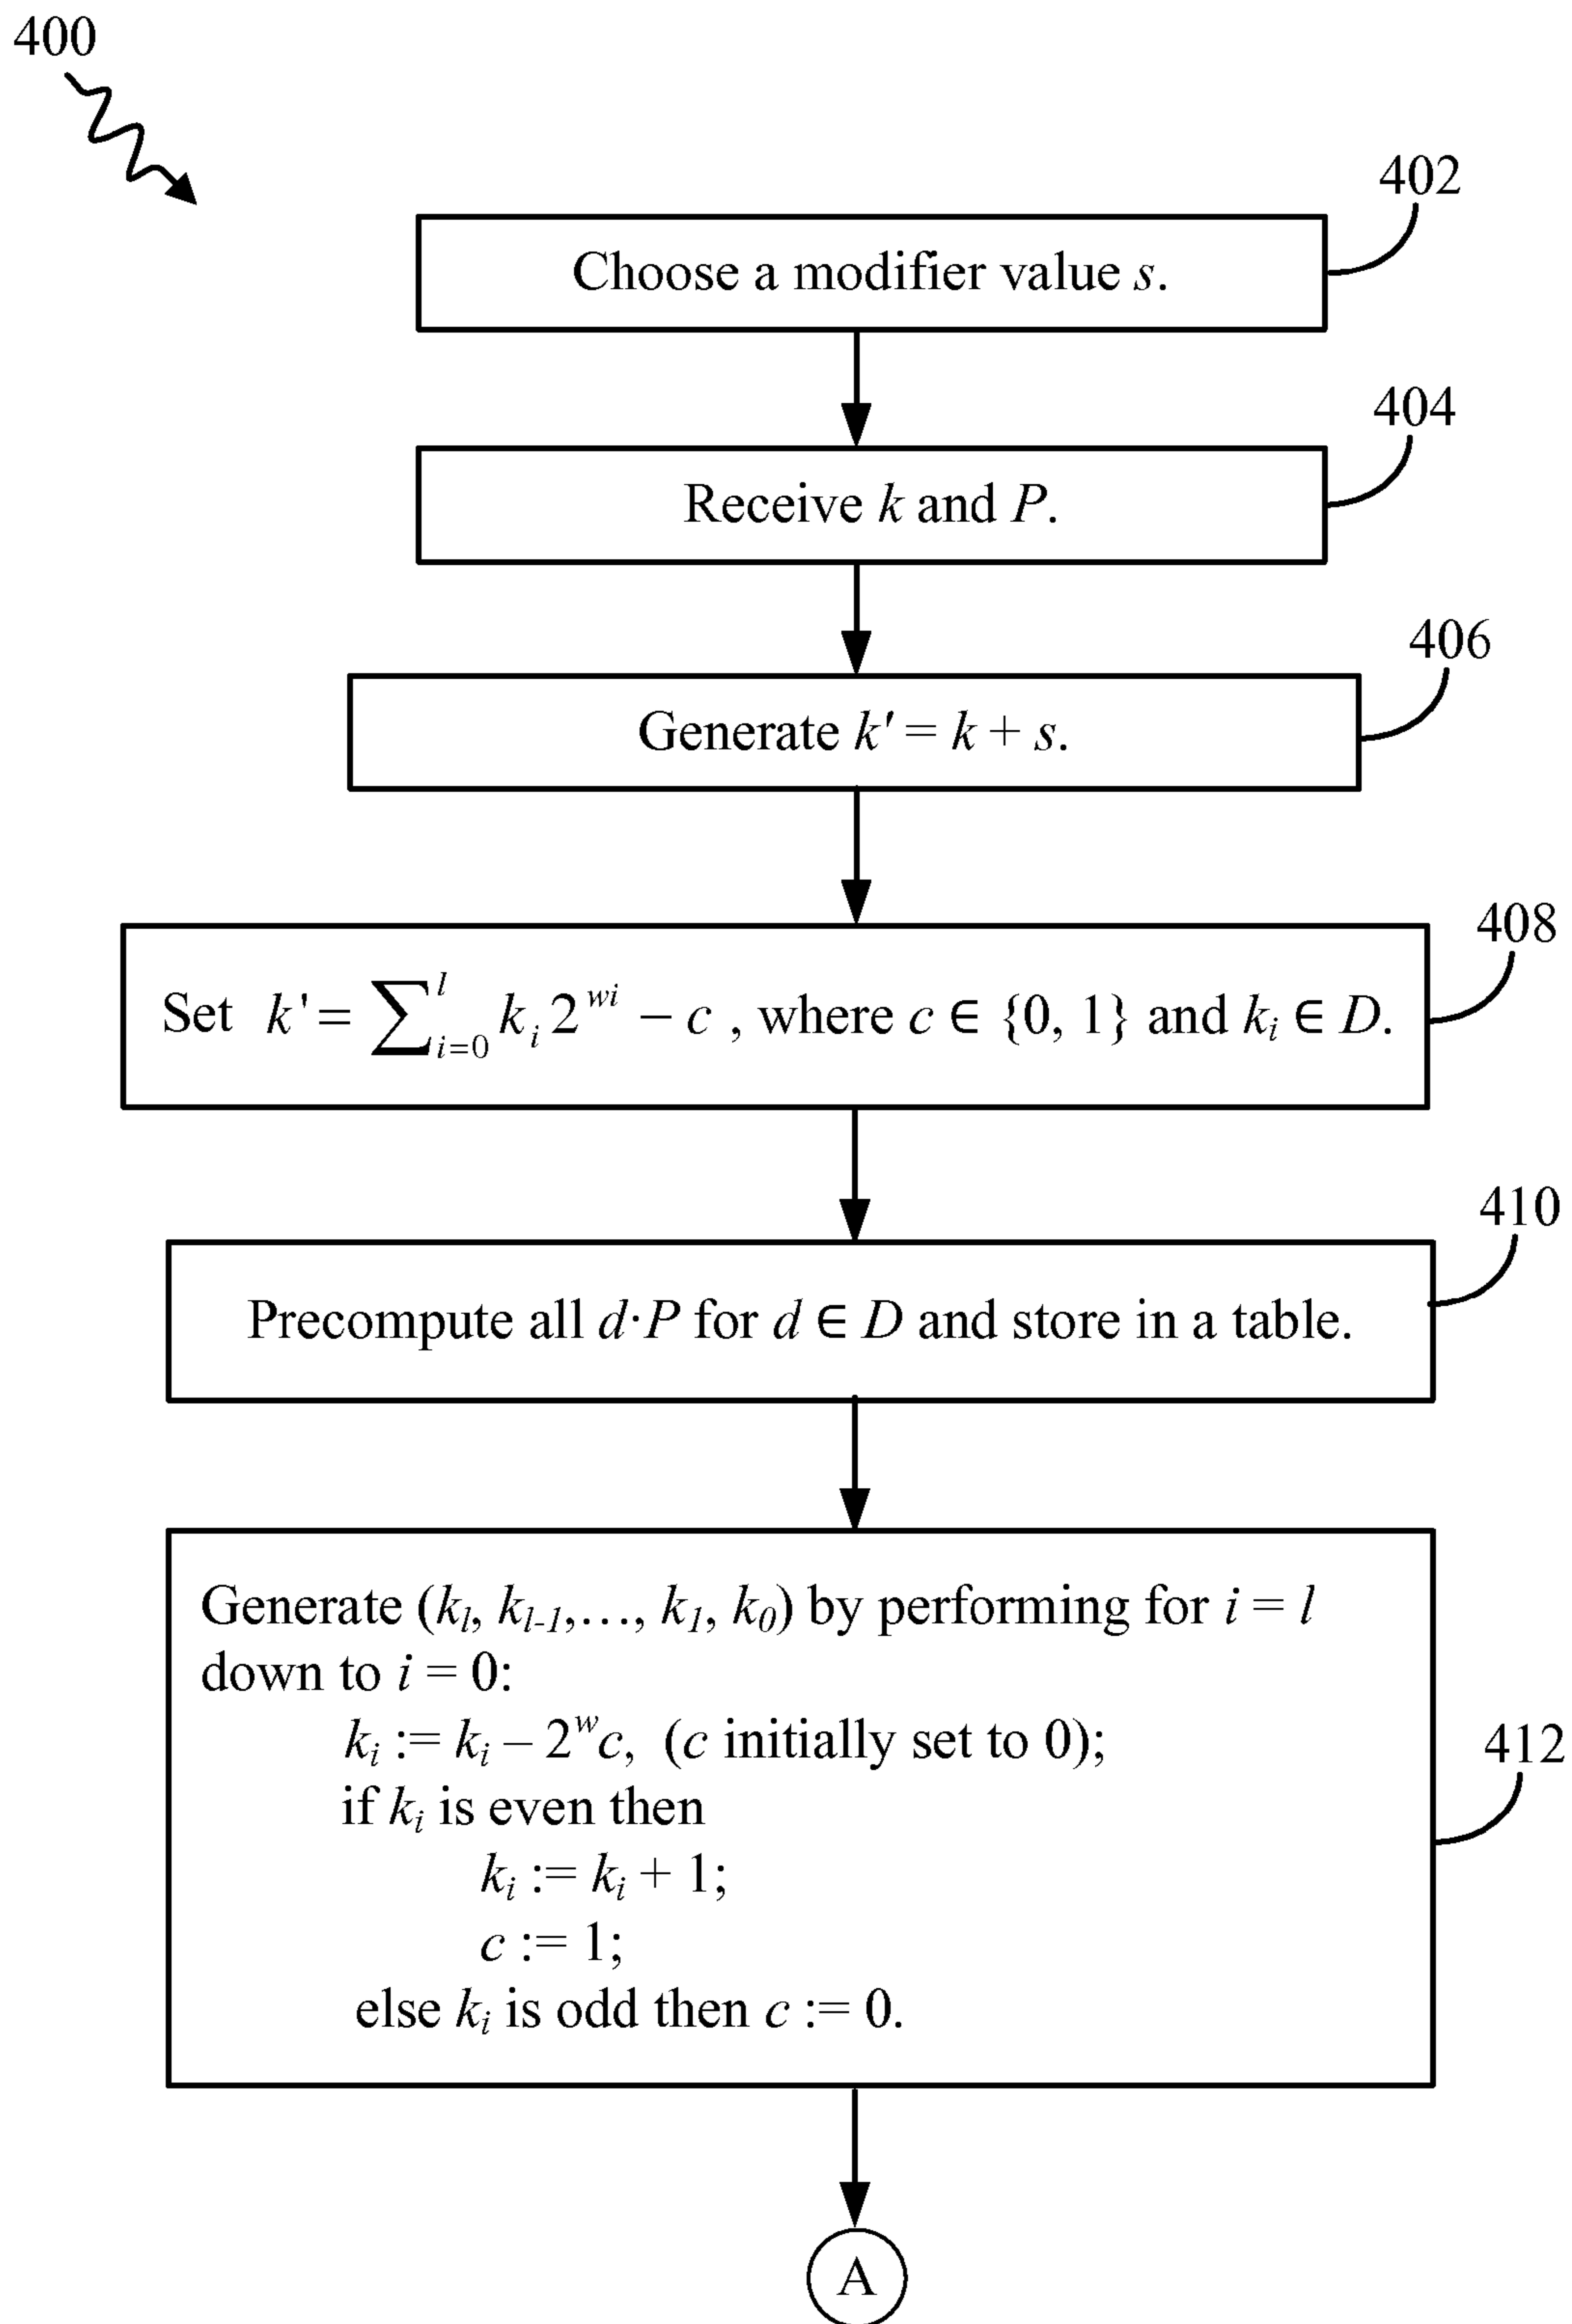 400
402
Choose a modifier value s.
404
Receive k and P.
406
Generate k' = k + s.
408
Set k' = ∑_{i=0}^{l} k_i 2^{wi} − c , where c ∈ {0, 1} and k_i ∈ D.
410
Precompute all d·P for d ∈ D and store in a table.
Generate (k_l, k_{l-1},…, k_1, k_0) by performing for i = l
down to i = 0:
k_i := k_i – 2^w c, (c initially set to 0);
412
if k_i is even then
k_i := k_i + 1;
c := 1;
else k_i is odd then c := 0.
A